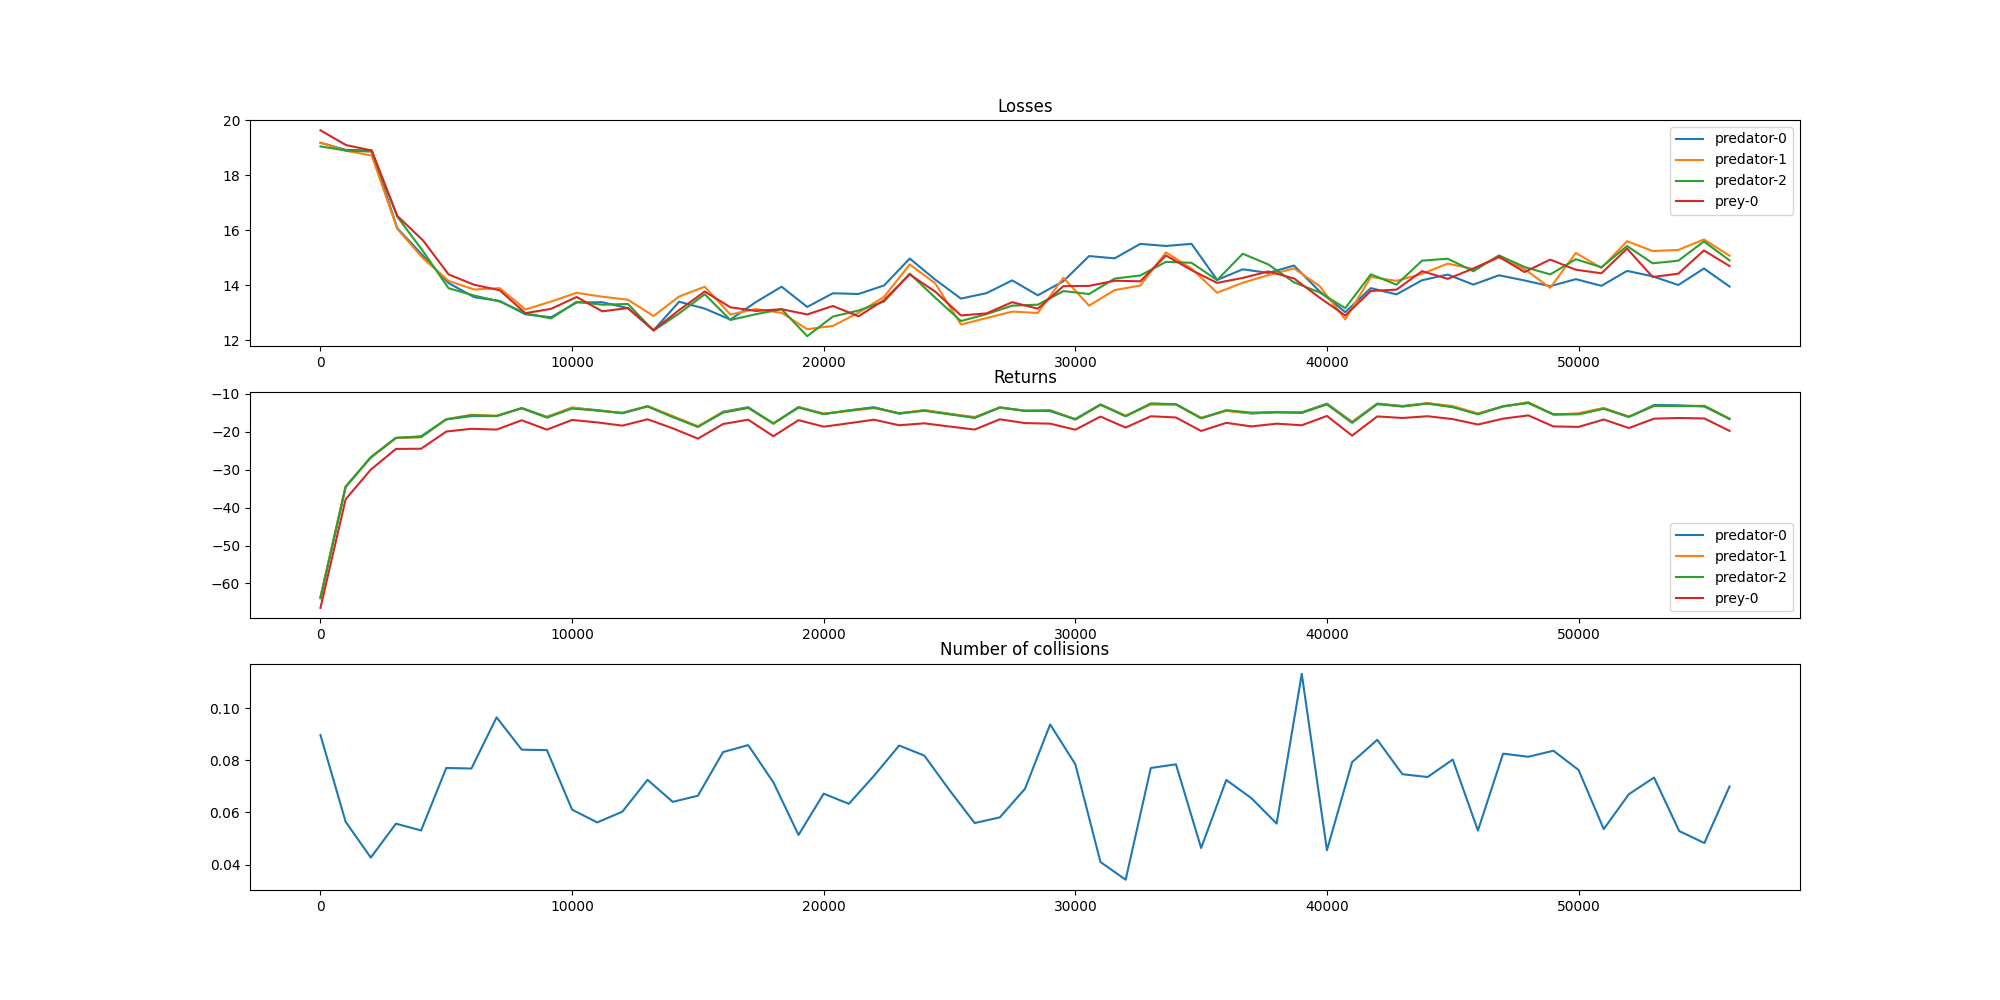 Losses
20
18
16
14
12
predator-0
predator-1
predator-2
prey-0
0 10000 20000 30000 40000 50000
Returns
−10
−20
−30
−40
−50
−60
predator-0
predator-1
predator-2
prey-0
0 10000 20000 30000 40000 50000
Number of collisions
0.10
0.08
0.06
0.04
0 10000 20000 30000 40000 50000